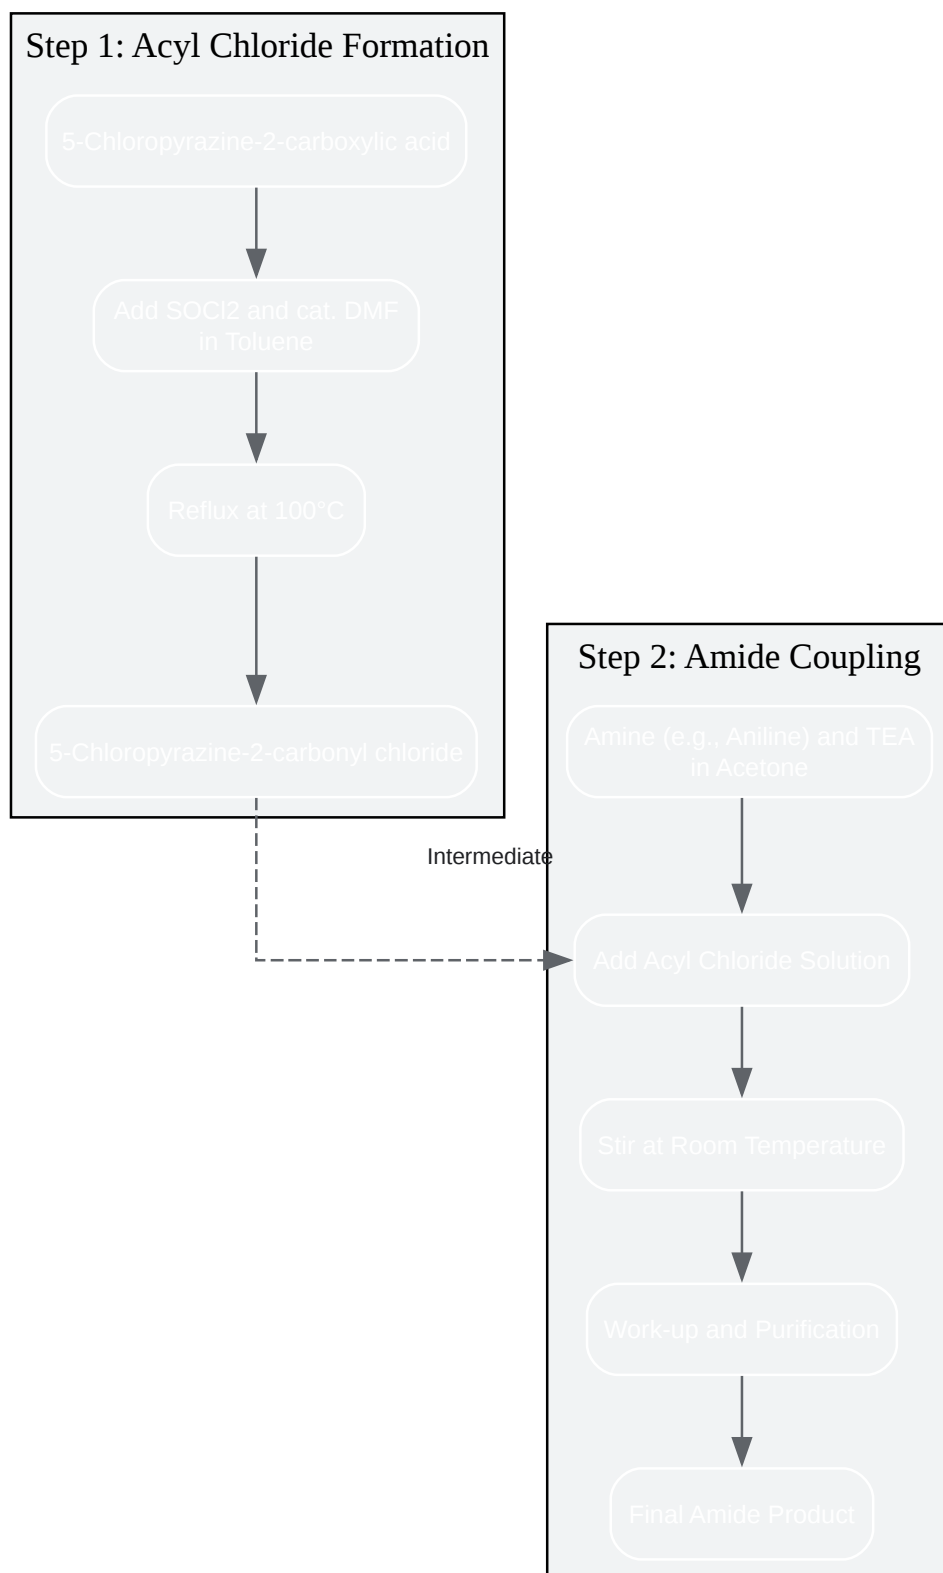 Step 1: Acyl Chloride Formation
5-Chloropyrazine-2-carboxylic acid
Add SOCl2 and cat. DMF
in Toluene
Reflux at 100°C
5-Chloropyrazine-2-carbonyl chloride
Intermediate
Step 2: Amide Coupling
Amine (e.g., Aniline) and TEA
in Acetone
Add Acyl Chloride Solution
Stir at Room Temperature
Work-up and Purification
Final Amide Product